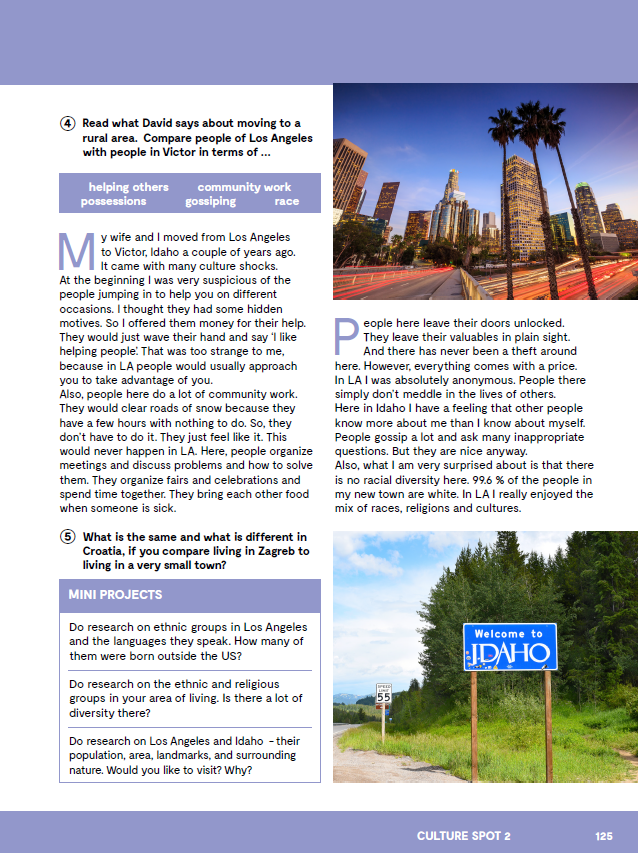 4 Read what David says about moving to a
rural area. Compare people of Los Angeles
with people in Victor in terms of ...
helping others community work
possessions gossiping race
My wife and I moved from Los Angeles
to Victor, Idaho a couple of years ago.
It came with many culture shocks.
At the beginning I was very suspicious of the
people jumping in to help you on different
occasions. I thought they had some hidden
motives. So I offered them money for their help.
They would just wave their hand and say ‘I like
helping people’. That was too strange to me,
because in LA people would usually approach
you to take advantage of you.
Also, people here do a lot of community work.
They would clear roads of snow because they
have a few hours with nothing to do. So, they
don’t have to do it. They just feel like it. This
would never happen in LA. Here, people organize
meetings and discuss problems and how to solve
them. They organize fairs and celebrations and
spend time together. They bring each other food
when someone is sick.
5 What is the same and what is different in
Croatia, if you compare living in Zagreb to
living in a very small town?
MINI PROJECTS
Do research on ethnic groups in Los Angeles
and the languages they speak. How many of
them were born outside the US?
Do research on the ethnic and religious
groups in your area of living. Is there a lot of
diversity there?
Do research on Los Angeles and Idaho – their
population, area, landmarks, and surrounding
nature. Would you like to visit? Why?
People here leave their doors unlocked.
They leave their valuables in plain sight.
And there has never been a theft around
here. However, everything comes with a price.
In LA I was absolutely anonymous. People there
simply don’t meddle in the lives of others.
Here in Idaho I have a feeling that other people
know more about me than I know about myself.
People gossip a lot and ask many inappropriate
questions. But they are nice anyway.
Also, what I am very surprised about is that there
is no racial diversity here. 99.6 % of the people in
my new town are white. In LA I really enjoyed the
mix of races, religions and cultures.
Welcome to
IDAHO
SPEED
LIMIT
55
CULTURE SPOT 2 125